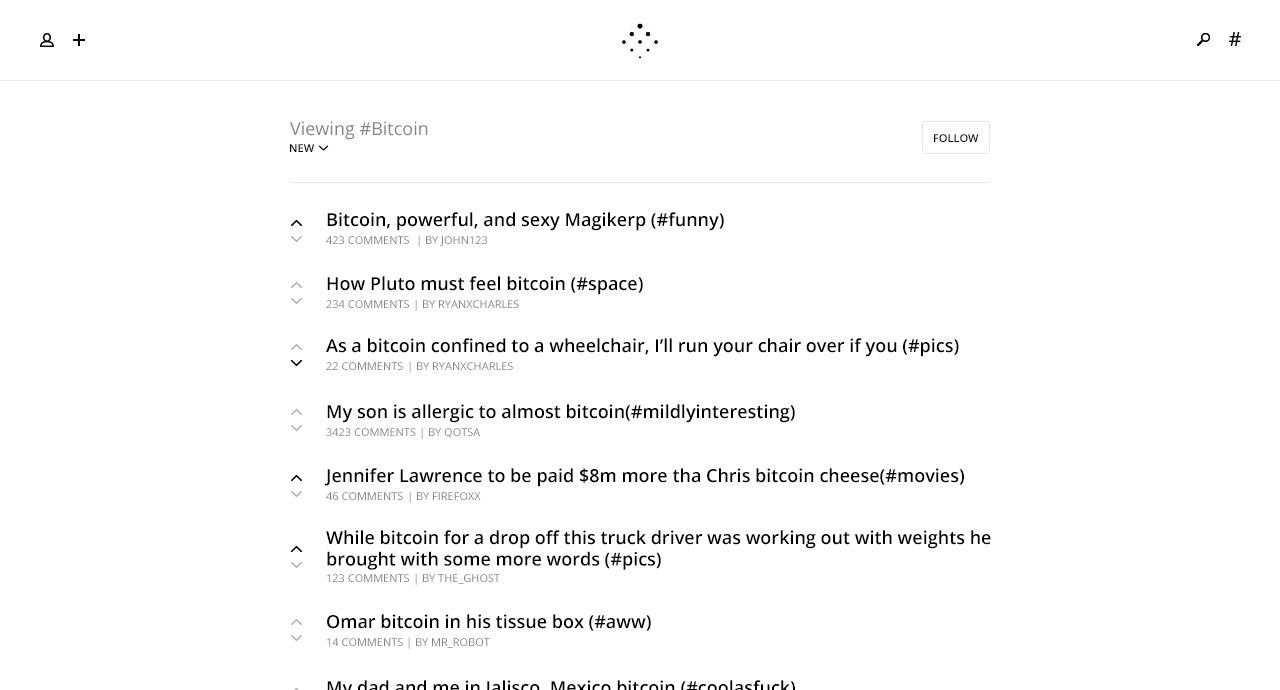 #
Viewing #Bitcoin
NEW
FOLLOW
Bitcoin, powerful, and sexy Magikerp (#funny)
423 COMMENTS | BY JOHN123
How Pluto must feel bitcoin (#space)
234 COMMENTS | BY RYANXCHARLES
As a bitcoin confined to a wheelchair, I’ll run your chair over if you (#pics)
22 COMMENTS | BY RYANXCHARLES
My son is allergic to almost bitcoin(#mildlyinteresting)
3423 COMMENTS | BY QOTSA
Jennifer Lawrence to be paid $8m more tha Chris bitcoin cheese(#movies)
46 COMMENTS | BY FIREFOXX
While bitcoin for a drop off this truck driver was working out with weights he
brought with some more words (#pics)
123 COMMENTS | BY THE_GHOST
Omar bitcoin in his tissue box (#aww)
14 COMMENTS | BY MR_ROBOT
My dad and me in Jalisco, Mexico bitcoin (#coolasfuck)